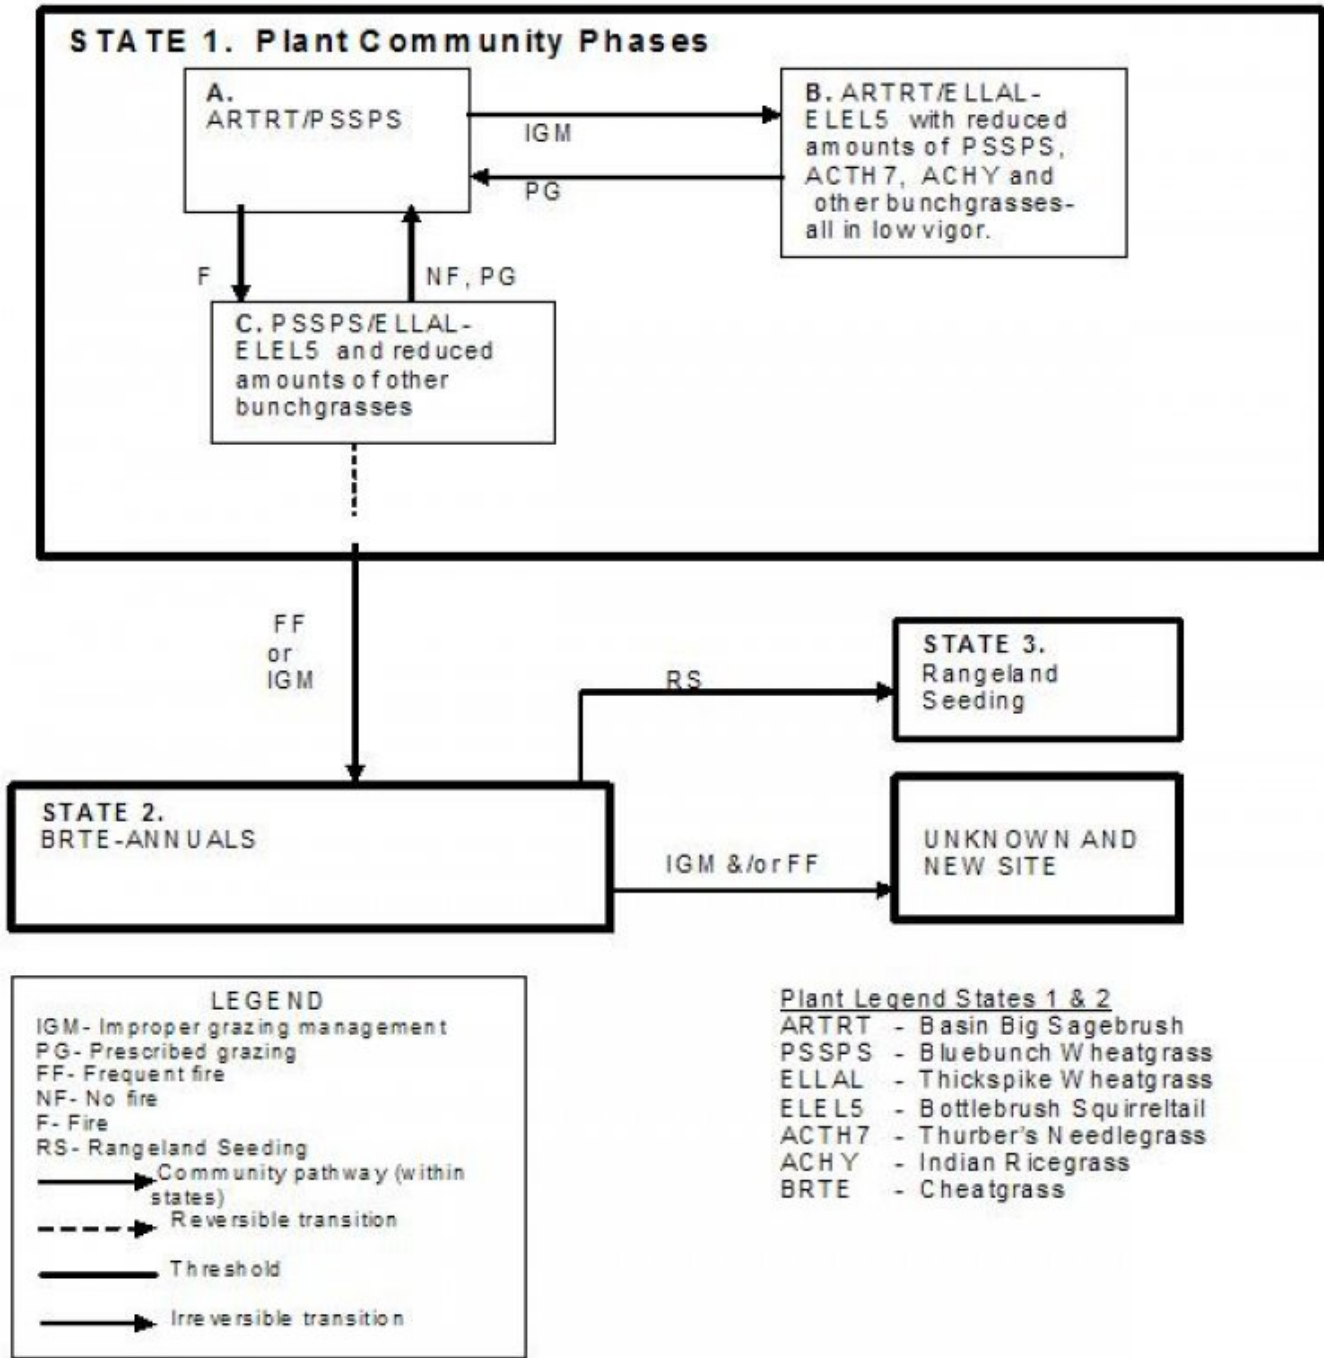 STATE 1. Plant Community Phases
A.
ARTRT/PSSPS
IGM
PG
B. ARTRT/ELLAL-
ELEL5 with reduced
amounts of PSSPS,
ACTH7, ACHY and
other bunchgrasses-
all in low vigor.
F
NF, PG
C. PSSPS/ELLAL-
ELEL5 and reduced
amounts of other
bunchgrasses
FF
or
IGM
RS
STATE 3.
Rangeland
Seeding
STATE 2.
BRTE-ANNUALS
IGM &/or FF
UNKNOWN AND
NEW SITE
LEGEND
IGM- Improper grazing management
PG- Prescribed grazing
FF- Frequent fire
NF- No fire
F- Fire
RS- Rangeland Seeding
Community pathway (within
states)
Reversible transition
Threshold
Irreversible transition
Plant Legend States 1 & 2
ARTRT - Basin Big Sagebrush
PSSPS - Bluebunch Wheatgrass
ELLAL - Thickspike Wheatgrass
ELEL5 - Bottlebrush Squirreltail
ACTH7 - Thurber's Needlegrass
ACHY - Indian Ricegrass
BRTE - Cheatgrass